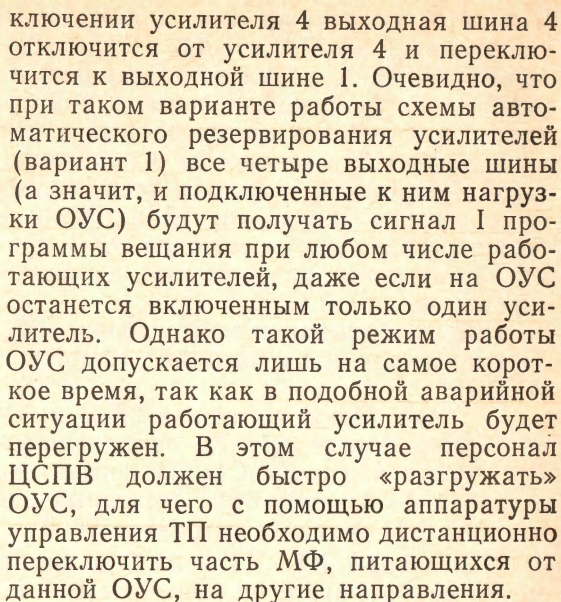 ключении усилителя 4 выходная шина 4
отключится от усилителя 4 и переклю-
чится к выходной шине 1. Очевидно, что
при таком варианте работы схемы авто-
матического резервирования усилителей
(вариант 1) все четыре выходные шины
(а значит, и подключенные к ним нагруз-
ки ОУС) будут получать сигнал I про-
граммы вещания при любом числе рабо-
тающих усилителей, даже если на ОУС
останется включенным только один уси-
литель. Однако такой режим работы
ОУС допускается лишь на самое корот-
кое время, так как в подобной аварийной
ситуации работающий усилитель будет
перегружен. В этом случае персонал
ЦСПВ должен быстро «разгружать»
ОУС, для чего с помощью аппаратуры
управления ТП необходимо дистанционно
переключить часть МФ, питающихся от
данной ОУС, на другие направления.